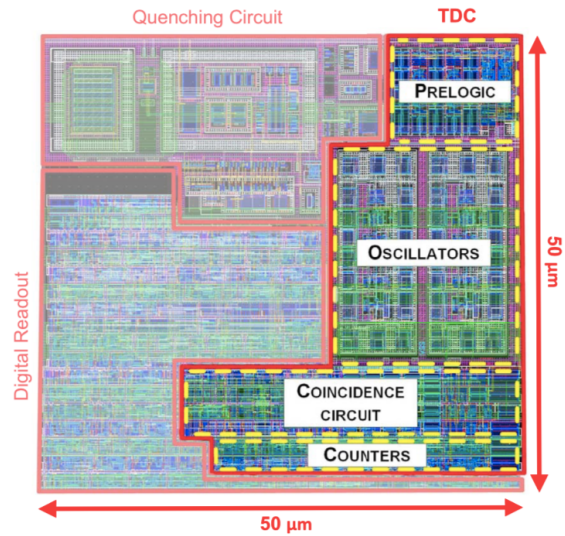 Quenching Circuit
TDC
PRELOGIC
OSCILLATORS
50 µm
Digital Readout
COINCIDENCE
CIRCUIT
COUNTERS
50 µm